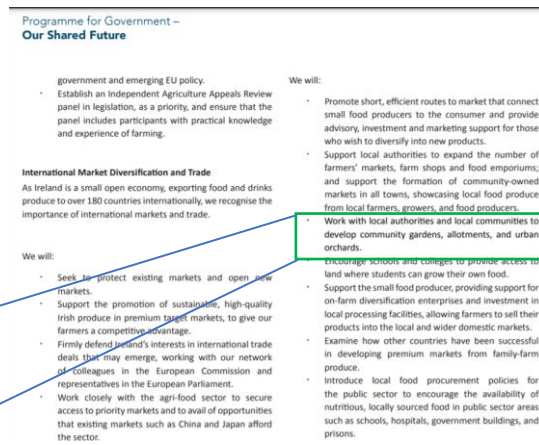 Programme for Government –
Our Shared Future
government and emerging EU policy.
· Establish an Independent Agriculture Appeals Review
panel in legislation, as a priority, and ensure that the
panel includes participants with practical knowledge
and experience of farming.
International Market Diversification and Trade
As Ireland is a small open economy, exporting food and drinks
produce to over 180 countries internationally, we recognise the
importance of international markets and trade.
We will:
· Seek to protect existing markets and open new
markets.
· Support the promotion of sustainable, high-quality
Irish produce in premium target markets, to give our
farmers a competitive advantage.
· Firmly defend Ireland's interests in international trade
deals that may emerge, working with our network
of colleagues in the European Commission and
representatives in the European Parliament.
· Work closely with the agri-food sector to secure
access to priority markets and to avail of opportunities
that existing markets such as China and Japan afford
the sector.
We will:
· Promote short, efficient routes to market that connect
small food producers to the consumer and provide
advisory, investment and marketing support for those
who wish to diversify into new products.
· Support local authorities to expand the number of
farmers' markets, farm shops and food emporiums;
and support the formation of community-owned
markets in all towns, showcasing local food produce
from local farmers, growers, and food producers.
· Work with local authorities and local communities to
develop community gardens, allotments, and urban
orchards.
· Encourage schools and colleges to provide access to
land where students can grow their own food.
· Support the small food producer, providing support for
on-farm diversification enterprises and investment in
local processing facilities, allowing farmers to sell their
products into the local and wider domestic markets.
· Examine how other countries have been successful
in developing premium markets from family-farm
produce.
· Introduce local food procurement policies for
the public sector to encourage the availability of
nutritious, locally sourced food in public sector areas
such as schools, hospitals, government buildings, and
prisons.